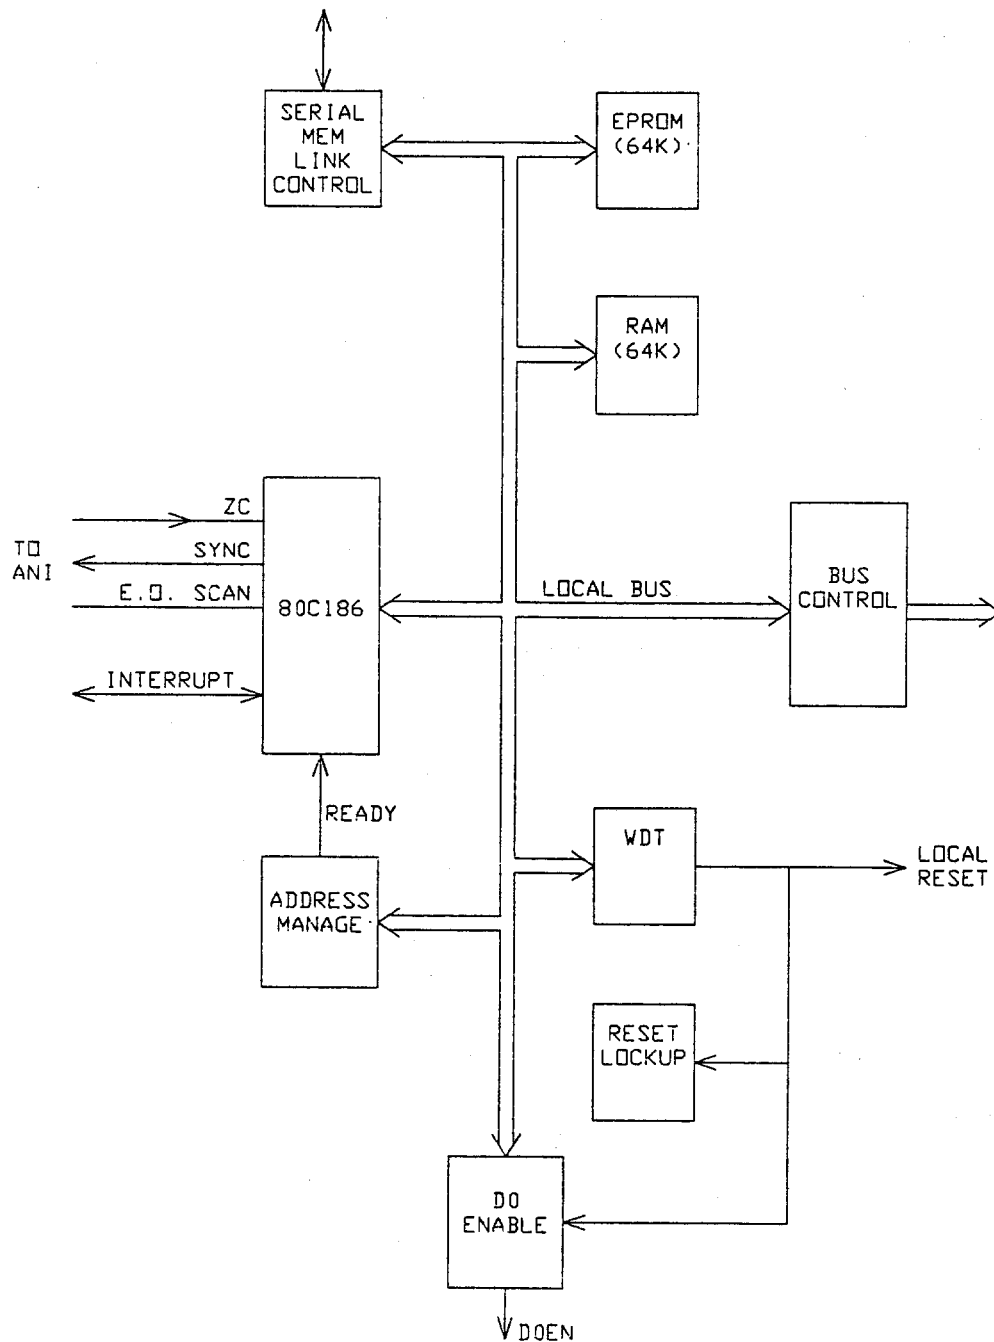 SERIAL
MEM
LINK
CONTROL
EPROM
(64K)
RAM
(64K)
ZC
TO
ANI
SYNC
E.O. SCAN
80C186
INTERRUPT
LOCAL BUS
BUS
CONTROL
READY
ADDRESS
MANAGE
WDT
LOCAL
RESET
RESET
LOCKUP
DO
ENABLE
DOEN